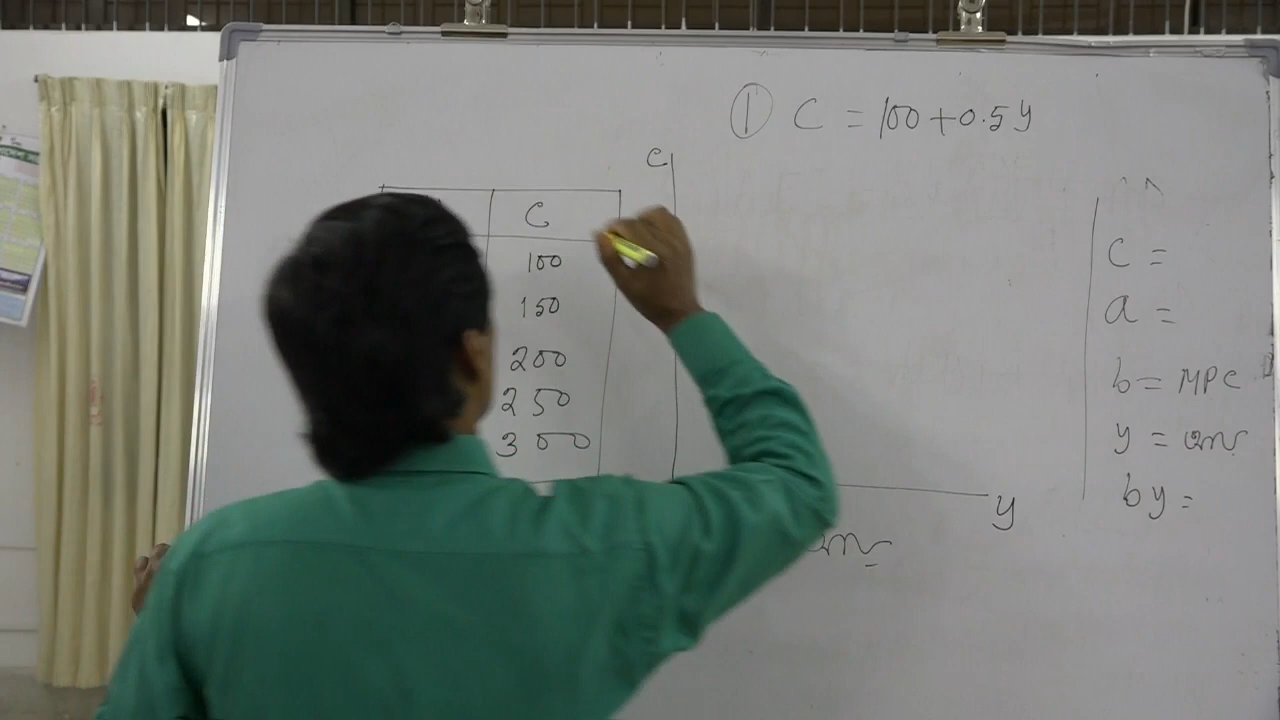 ① C = 100 + 0.5y
C
C
100
150
200
250
300
y
C =
a =
b = MPC
y =
by =